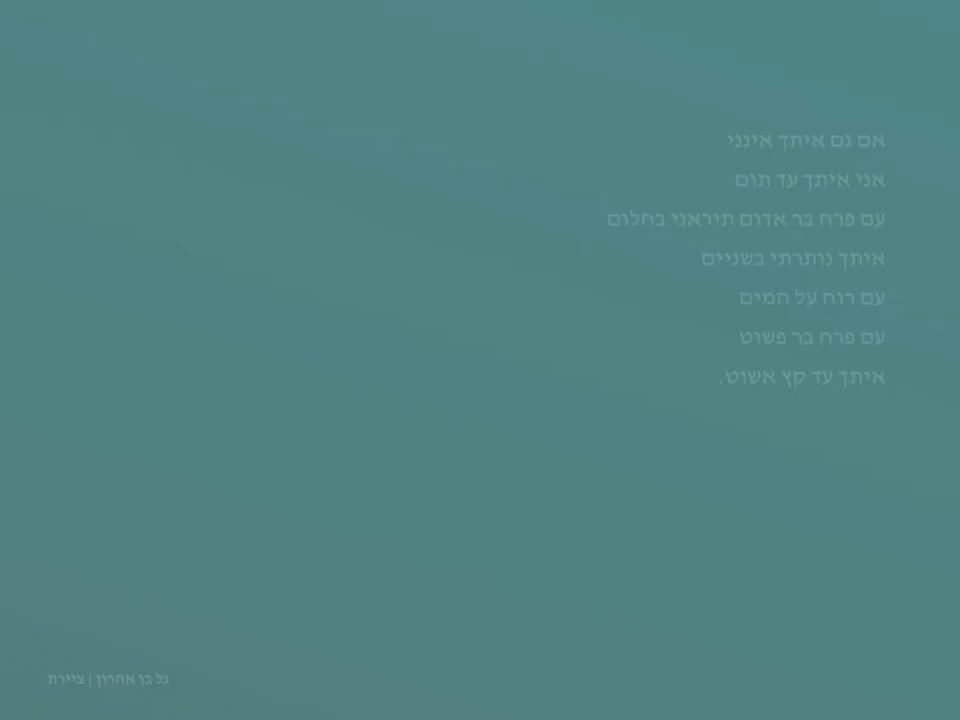 אם גם איתך אינני
אני איתך עד תום
עם פרח בר אדום תיראני בחלום
איתך נותרתי בשניים
עם רוח על המים
עם פרח בר פשוט
איתך עד קץ אשוט.
גל בן אהרון | ציירת